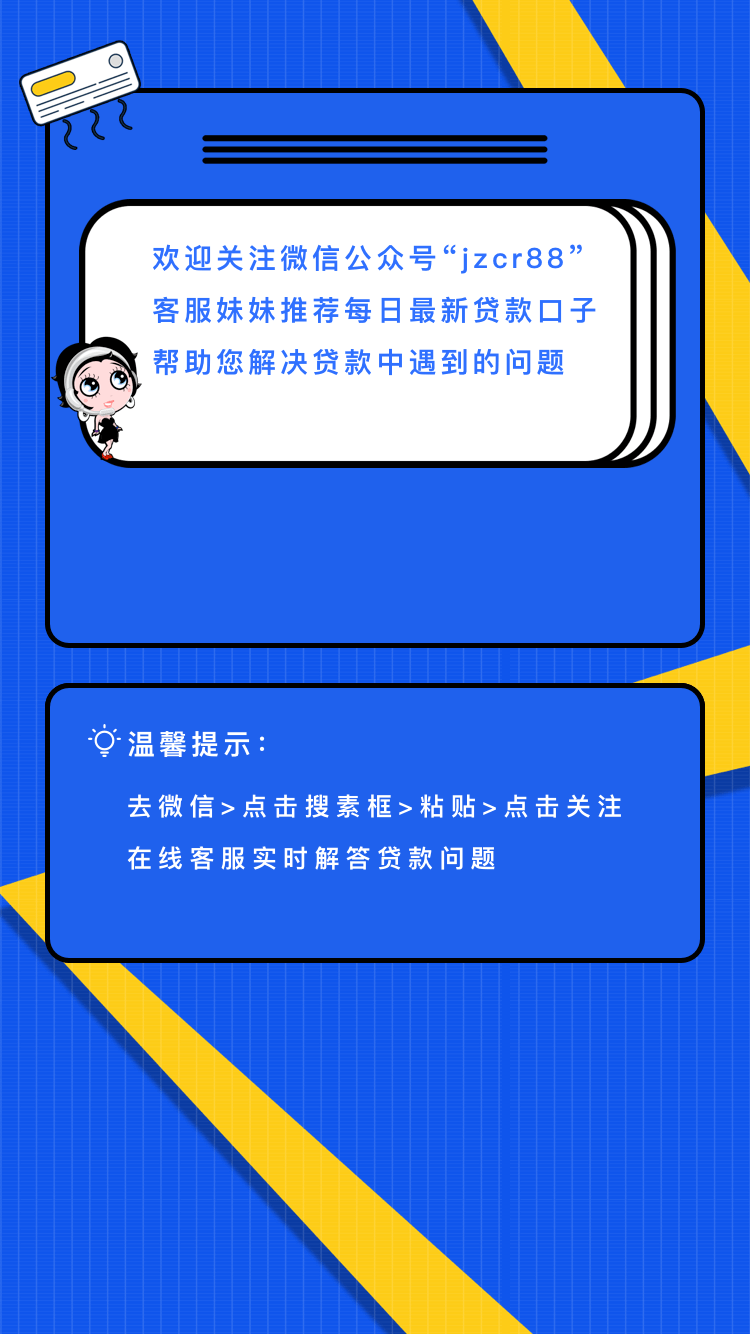 欢迎关注微信公众号“jzcr88”
客服妹妹推荐每日最新贷款口子
帮助您解决贷款中遇到的问题
温馨提示：
去微信>点击搜素框>粘贴>点击关注
在线客服实时解答贷款问题